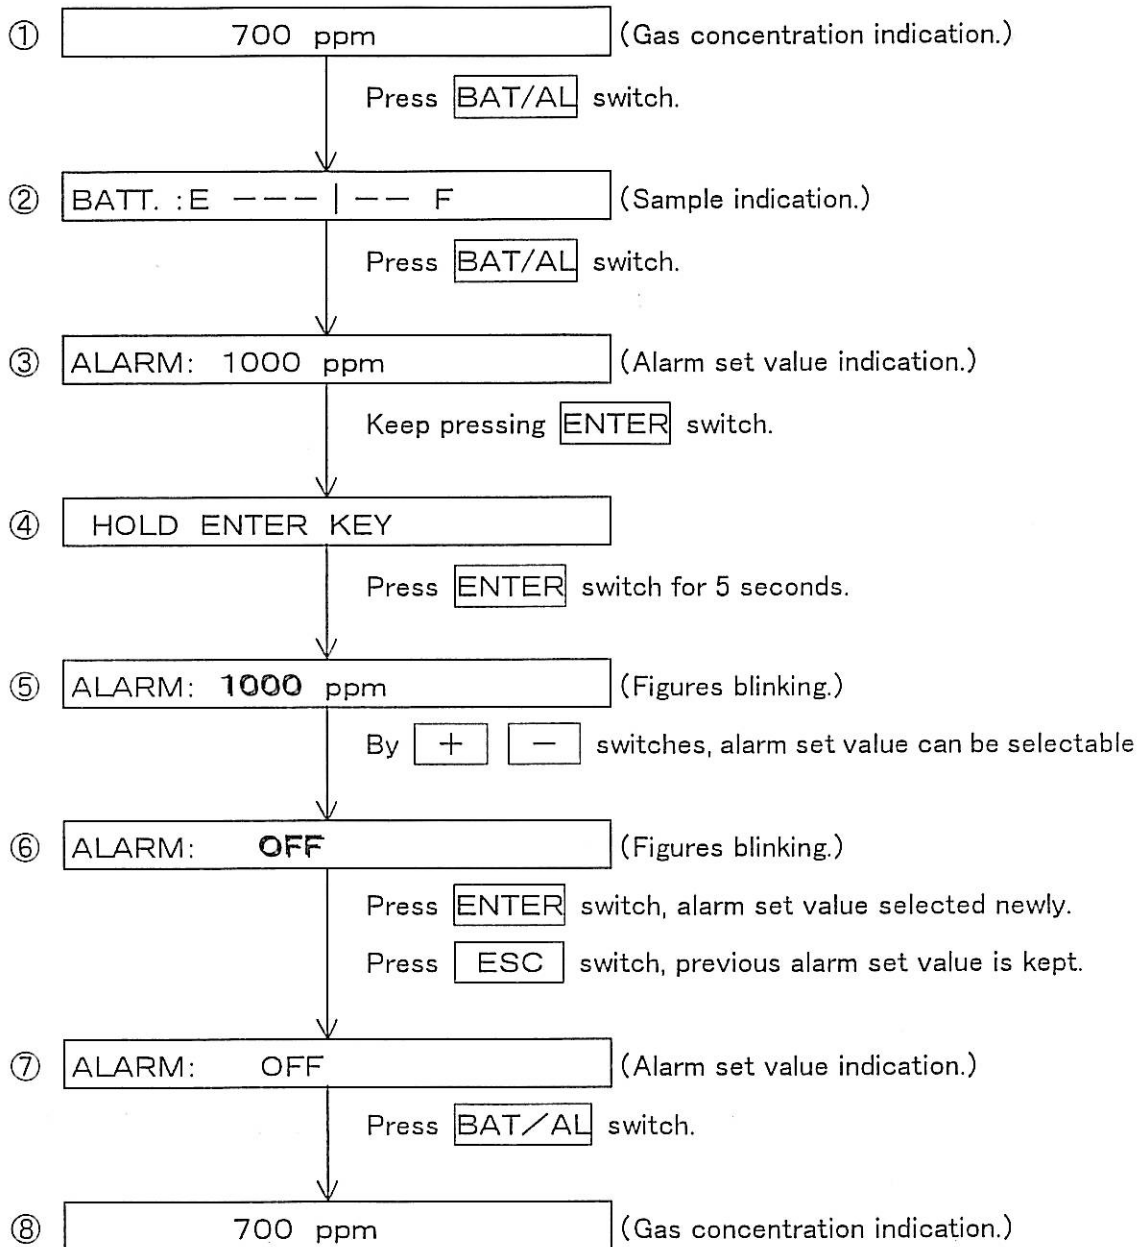 ① 700 ppm (Gas concentration indication.)
Press BAT/AL switch.
② BATT. :E −−−|−− F (Sample indication.)
Press BAT/AL switch.
③ ALARM: 1000 ppm (Alarm set value indication.)
Keep pressing ENTER switch.
④ HOLD ENTER KEY
Press ENTER switch for 5 seconds.
⑤ ALARM: 1000 ppm (Figures blinking.)
By + − switches, alarm set value can be selectable
⑥ ALARM: OFF (Figures blinking.)
Press ENTER switch, alarm set value selected newly.
Press ESC switch, previous alarm set value is kept.
⑦ ALARM: OFF (Alarm set value indication.)
Press BAT/AL switch.
⑧ 700 ppm (Gas concentration indication.)